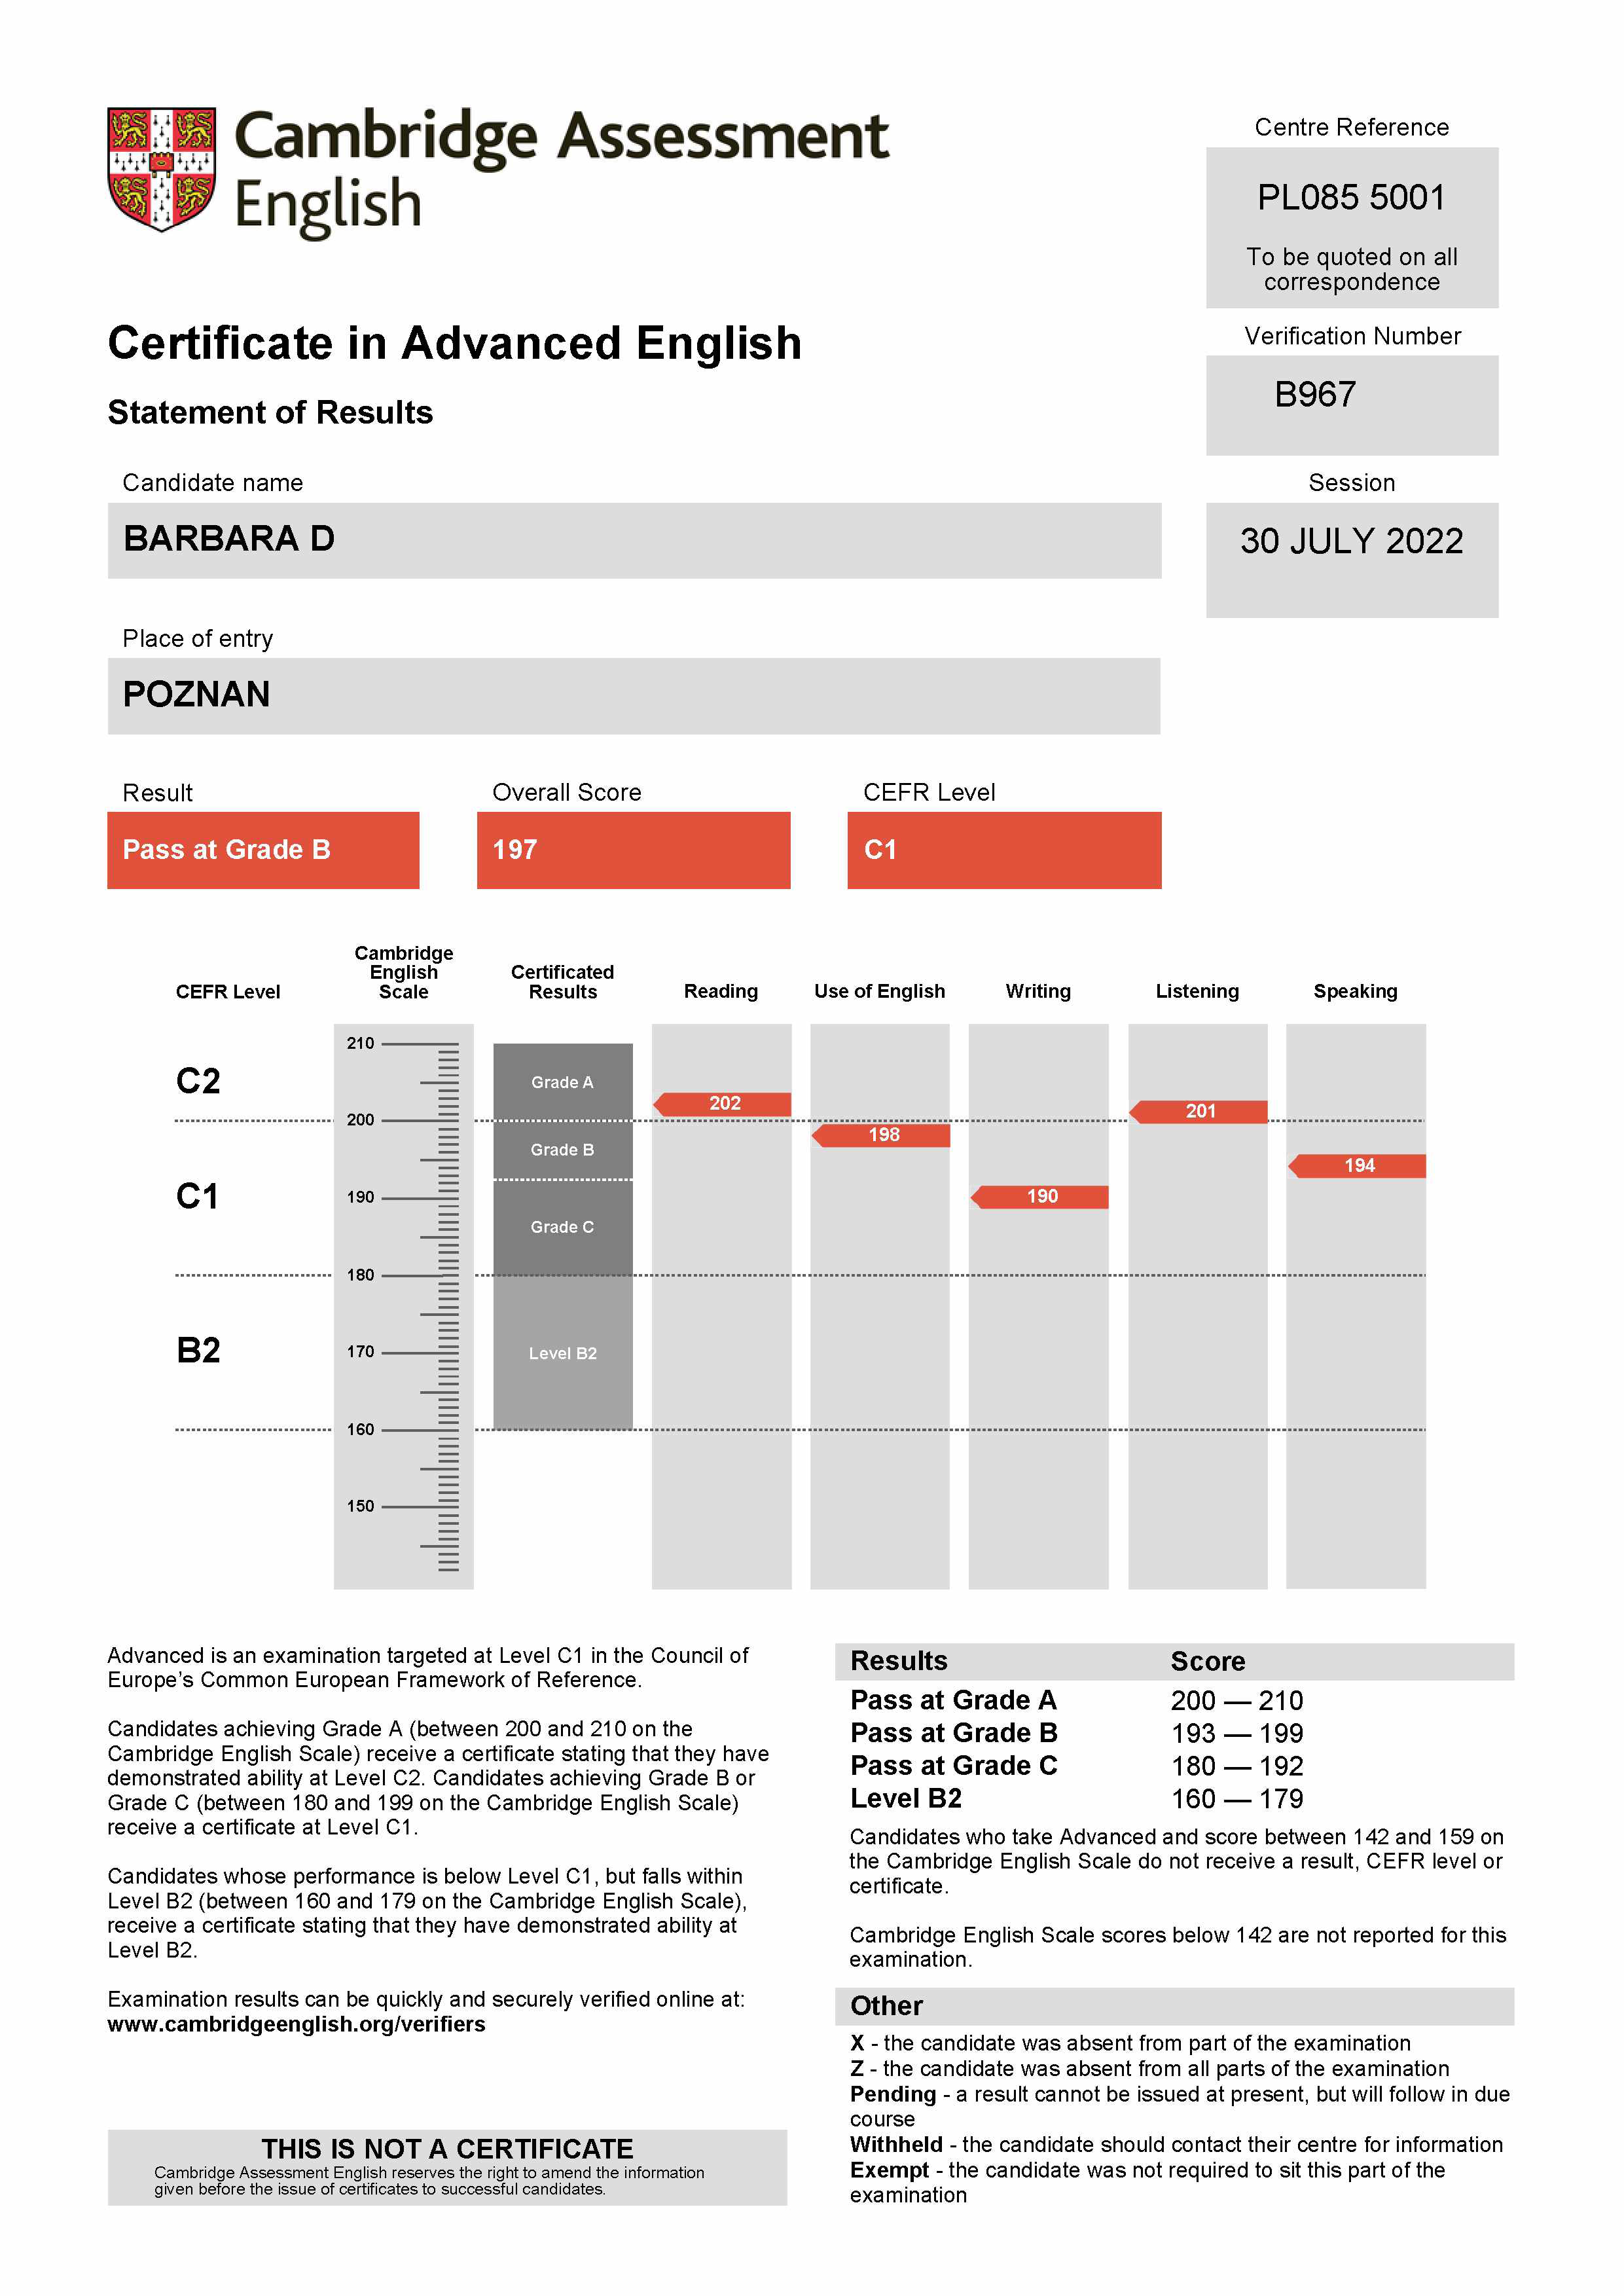 Cambridge Assessment
English
Centre Reference
PL085 5001
To be quoted on all
correspondence
Certificate in Advanced English
Statement of Results
Verification Number
B967
Candidate name
BARBARA D
Session
30 JULY 2022
Place of entry
POZNAN
Result
Overall Score
CEFR Level
Pass at Grade B
197
C1
CEFR Level
Cambridge
English
Scale
Certificated
Results
Reading
Use of English
Writing
Listening
Speaking
210
C2
Grade A
202
201
200
198
Grade B
194
C1
190
190
Grade C
180
B2
170
Level B2
160
150
Advanced is an examination targeted at Level C1 in the Council of
Europe’s Common European Framework of Reference.
Candidates achieving Grade A (between 200 and 210 on the
Cambridge English Scale) receive a certificate stating that they have
demonstrated ability at Level C2. Candidates achieving Grade B or
Grade C (between 180 and 199 on the Cambridge English Scale)
receive a certificate at Level C1.
Candidates whose performance is below Level C1, but falls within
Level B2 (between 160 and 179 on the Cambridge English Scale),
receive a certificate stating that they have demonstrated ability at
Level B2.
Examination results can be quickly and securely verified online at:
www.cambridgeenglish.org/verifiers
THIS IS NOT A CERTIFICATE
Cambridge Assessment English reserves the right to amend the information
given before the issue of certificates to successful candidates.
Results Score
Pass at Grade A 200 — 210
Pass at Grade B 193 — 199
Pass at Grade C 180 — 192
Level B2 160 — 179
Candidates who take Advanced and score between 142 and 159 on
the Cambridge English Scale do not receive a result, CEFR level or
certificate.
Cambridge English Scale scores below 142 are not reported for this
examination.
Other
X - the candidate was absent from part of the examination
Z - the candidate was absent from all parts of the examination
Pending - a result cannot be issued at present, but will follow in due
course
Withheld - the candidate should contact their centre for information
Exempt - the candidate was not required to sit this part of the
examination